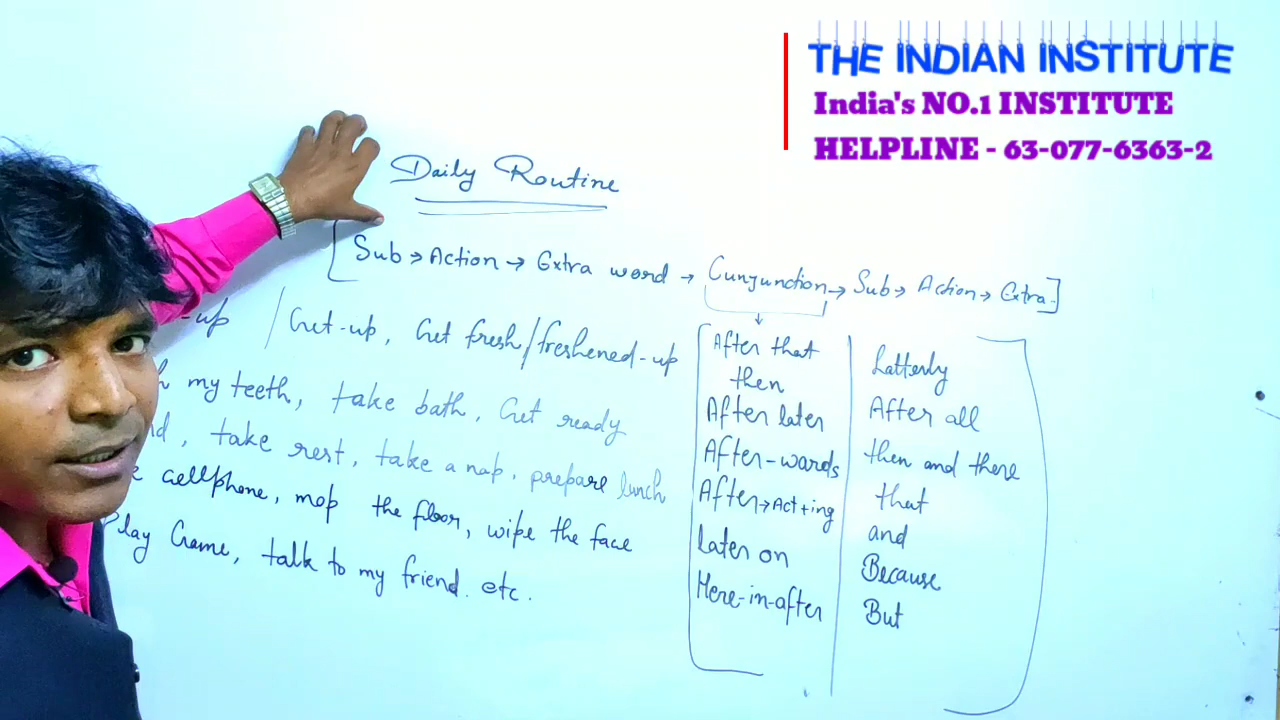 THE INDIAN INSTITUTE
India's NO.1 INSTITUTE
HELPLINE - 63-077-6363-2
Daily Routine
[Sub → Action → Extra word → Cunjunction → Sub → Action → Extra.]
-up / Get-up, Get fresh/freshened-up
my teeth, take bath, Get ready
take rest, take a nap, prepare lunch
cellphone, mop the floor, wipe the face
Play Game, talk to my friend. etc.
After that
then
After later
After-words
After → Act + ing
later on
Here-in-after
Latterly
After all
then and there
that
and
Because
But